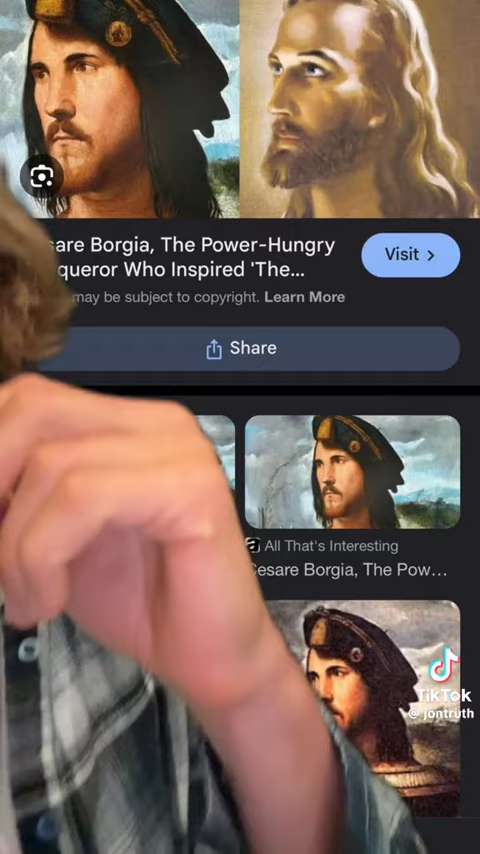 sare Borgia, The Power-Hungry
queror Who Inspired 'The...
Visit
may be subject to copyright. Learn More
Share
All That's Interesting
Cesare Borgia, The Pow...
TikTok
@jontruth